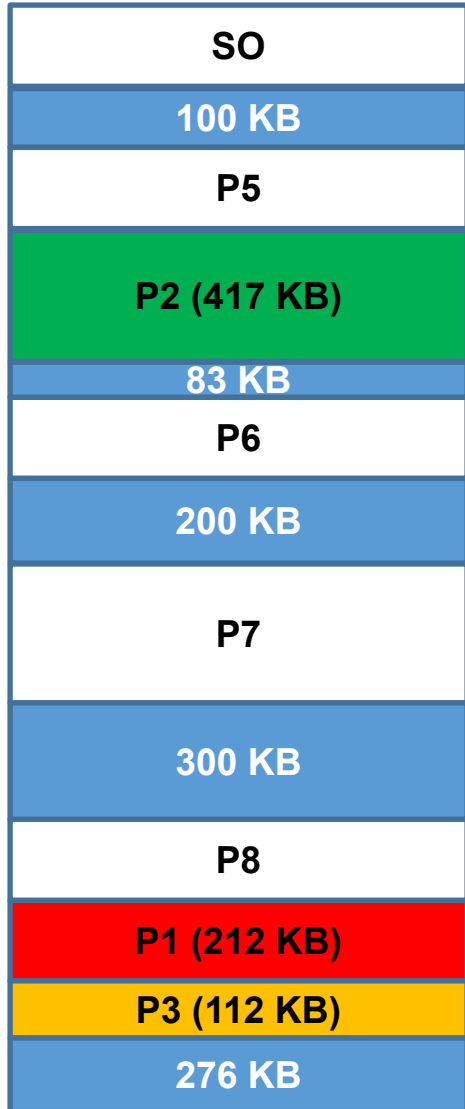 SO
100 KB
P5
P2 (417 KB)
83 KB
P6
200 KB
P7
300 KB
P8
P1 (212 KB)
P3 (112 KB)
276 KB